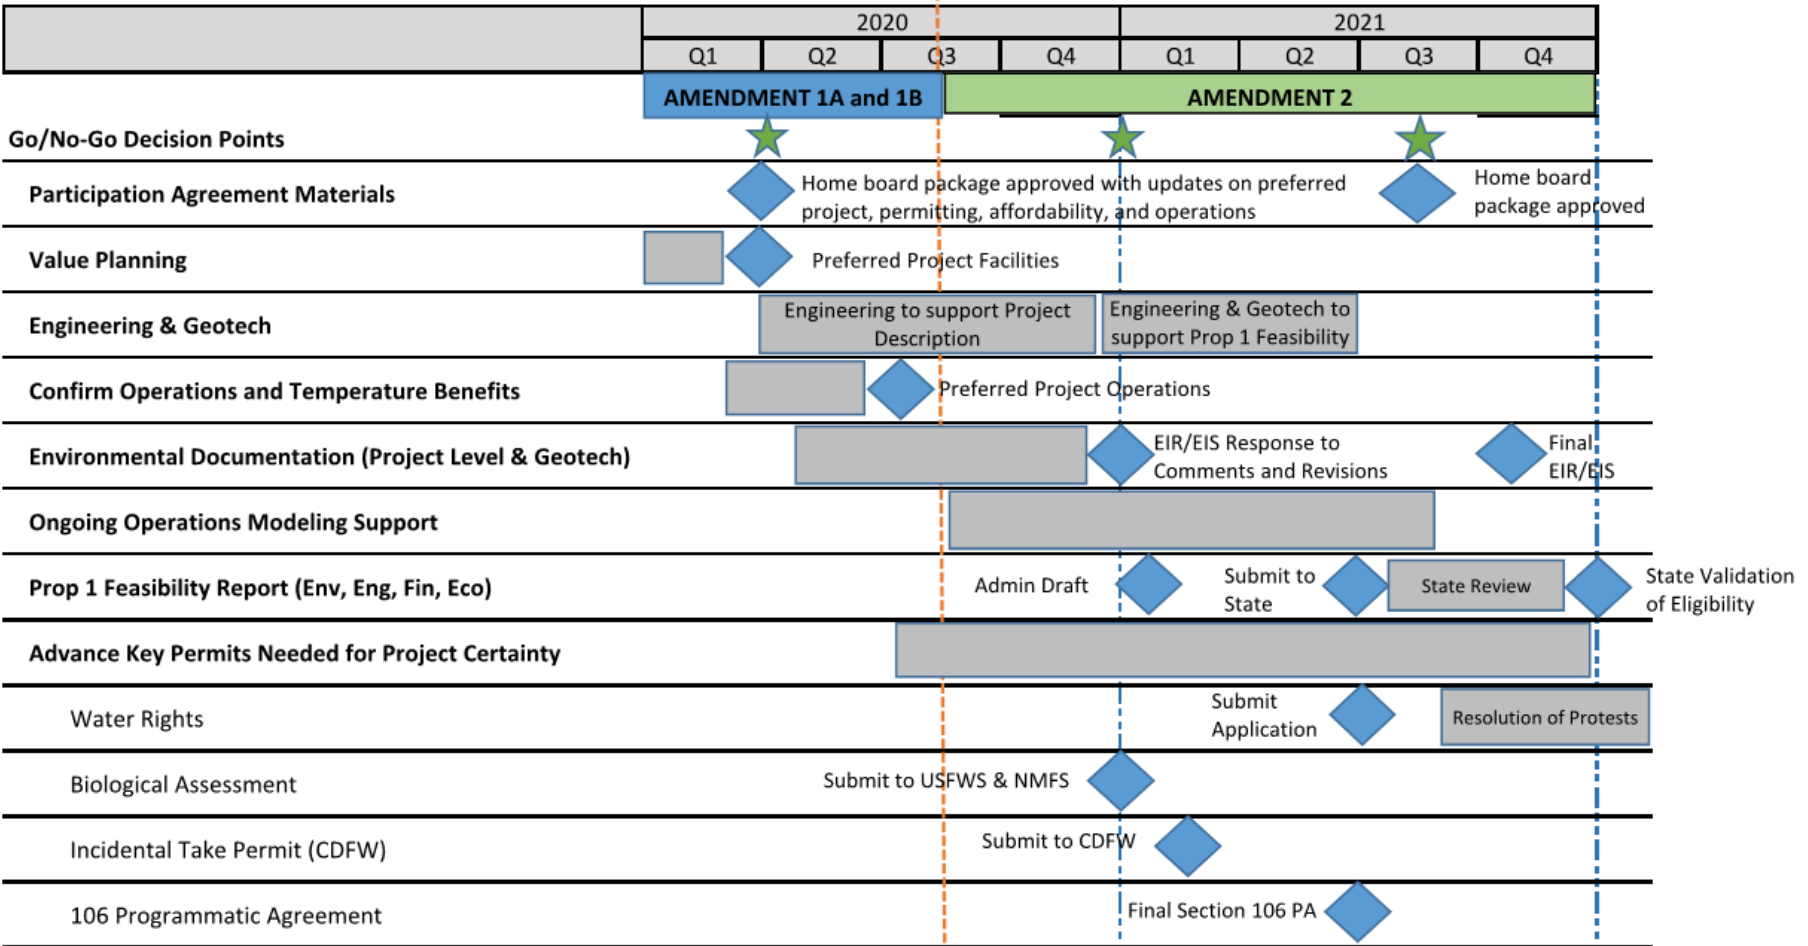 2020 2021
Q1 Q2 Q3 Q4 Q1 Q2 Q3 Q4
AMENDMENT 1A and 1B AMENDMENT 2
Go/No-Go Decision Points
Participation Agreement Materials
Home board package approved with updates on preferred
project, permitting, affordability, and operations
Home board
package approved
Value Planning
Preferred Project Facilities
Engineering & Geotech
Engineering to support Project
Description
Engineering & Geotech to
support Prop 1 Feasibility
Confirm Operations and Temperature Benefits
Preferred Project Operations
Environmental Documentation (Project Level & Geotech)
EIR/EIS Response to
Comments and Revisions
Final
EIR/EIS
Ongoing Operations Modeling Support
Prop 1 Feasibility Report (Env, Eng, Fin, Eco)
Admin Draft
Submit to
State
State Review
State Validation
of Eligibility
Advance Key Permits Needed for Project Certainty
Water Rights
Submit
Application
Resolution of Protests
Biological Assessment
Submit to USFWS & NMFS
Incidental Take Permit (CDFW)
Submit to CDFW
106 Programmatic Agreement
Final Section 106 PA